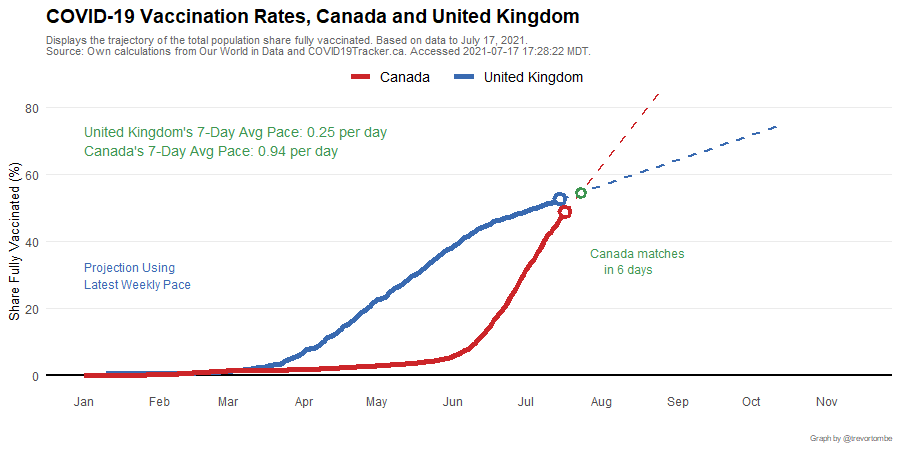 COVID-19 Vaccination Rates, Canada and United Kingdom
Displays the trajectory of the total population share fully vaccinated. Based on data to July 17, 2021.
Source: Own calculations from Our World in Data and COVID19Tracker.ca. Accessed 2021-07-17 17:28:22 MDT.
Canada United Kingdom
80
United Kingdom's 7-Day Avg Pace: 0.25 per day
Canada's 7-Day Avg Pace: 0.94 per day
60
Share Fully Vaccinated (%)
40
Canada matches
in 6 days
Projection Using
Latest Weekly Pace
20
0
Jan Feb Mar Apr May Jun Jul Aug Sep Oct Nov
Graph by @trevortombe